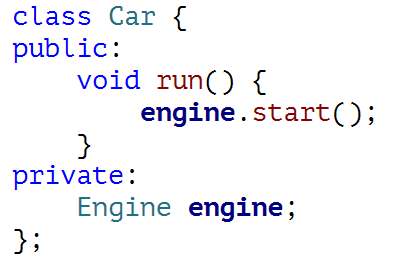 class Car {
public:
    void run() {
        engine.start();
    }
private:
    Engine engine;
};